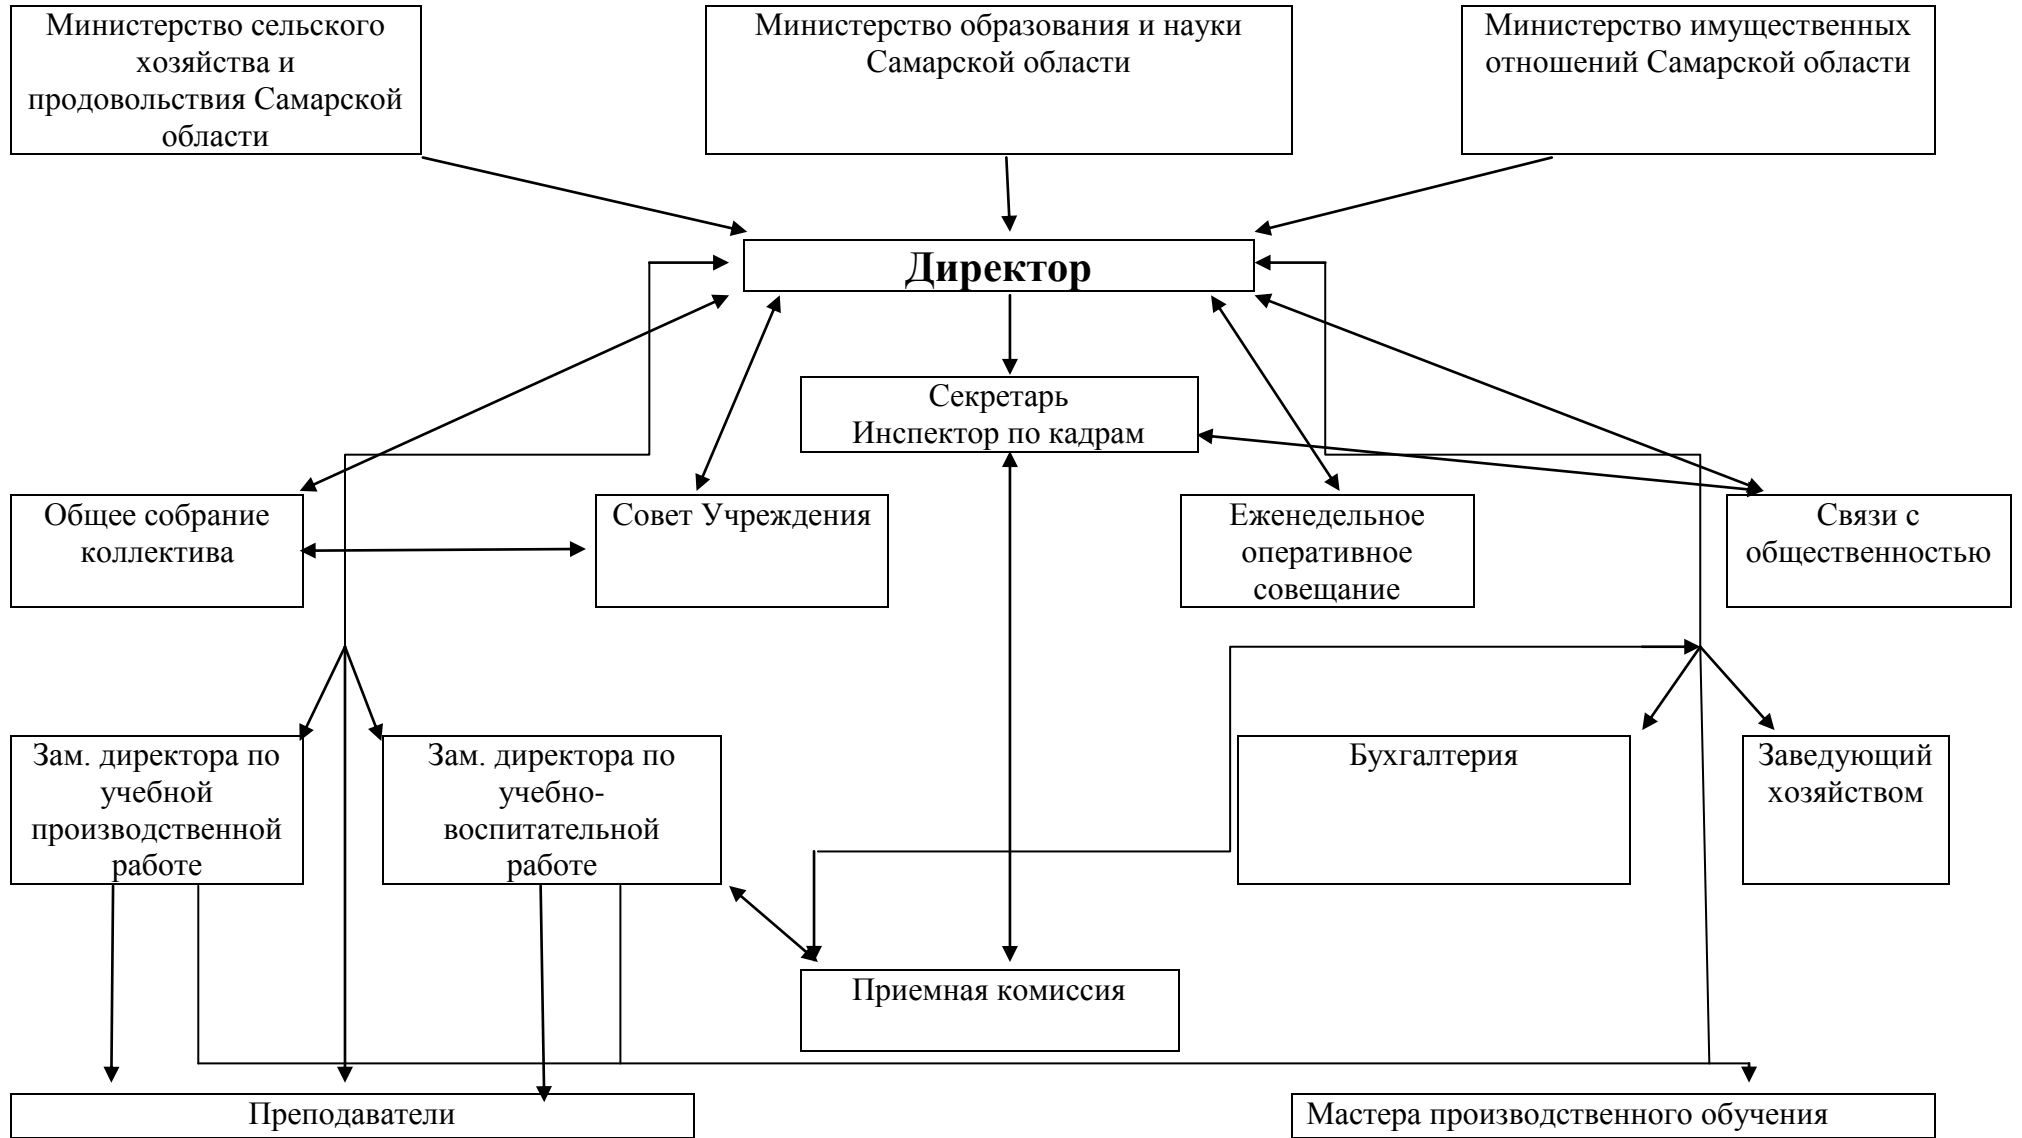 Министерство сельского
хозяйства и
продовольствия Самарской
области
Министерство образования и науки
Самарской области
Министерство имущественных
отношений Самарской области
Директор
Секретарь
Инспектор по кадрам
Общее собрание
коллектива
Совет Учреждения
Еженедельное
оперативное
совещание
Связи с
общественностью
Зам. директора по
учебной
производственной
работе
Зам. директора по
учебно-
воспитательной
работе
Бухгалтерия
Заведующий
хозяйством
Приемная комиссия
Преподаватели
Мастера производственного обучения